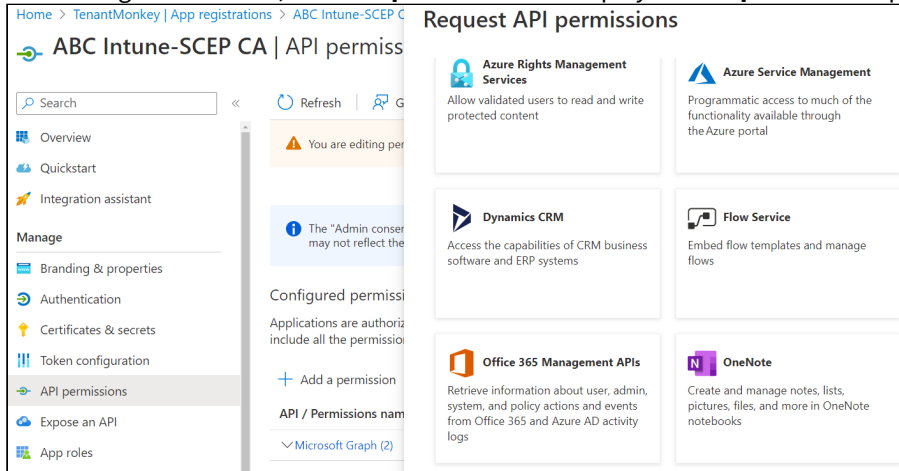 Home > TenantMonkey | App registrations > ABC Intune-SCEP C
ABC Intune-SCEP CA | API permiss
Search
«
Refresh
G
Overview
Quickstart
Integration assistant
Manage
Branding & properties
Authentication
Certificates & secrets
Token configuration
API permissions
Expose an API
App roles
You are editing per
The "Admin conser
may not reflect the
Configured permissi
Applications are authoriz
include all the permission
Add a permission
API / Permissions nam
Microsoft Graph (2)
Request API permissions
Azure Rights Management
Services
Allow validated users to read and write
protected content
Azure Service Management
Programmatic access to much of the
functionality available through
the Azure portal
Dynamics CRM
Access the capabilities of CRM business
software and ERP systems
Flow Service
Embed flow templates and manage
flows
Office 365 Management APIs
Retrieve information about user, admin,
system, and policy actions and events
from Office 365 and Azure AD activity
logs
N
OneNote
Create and manage notes, lists,
pictures, files, and more in OneNote
notebooks